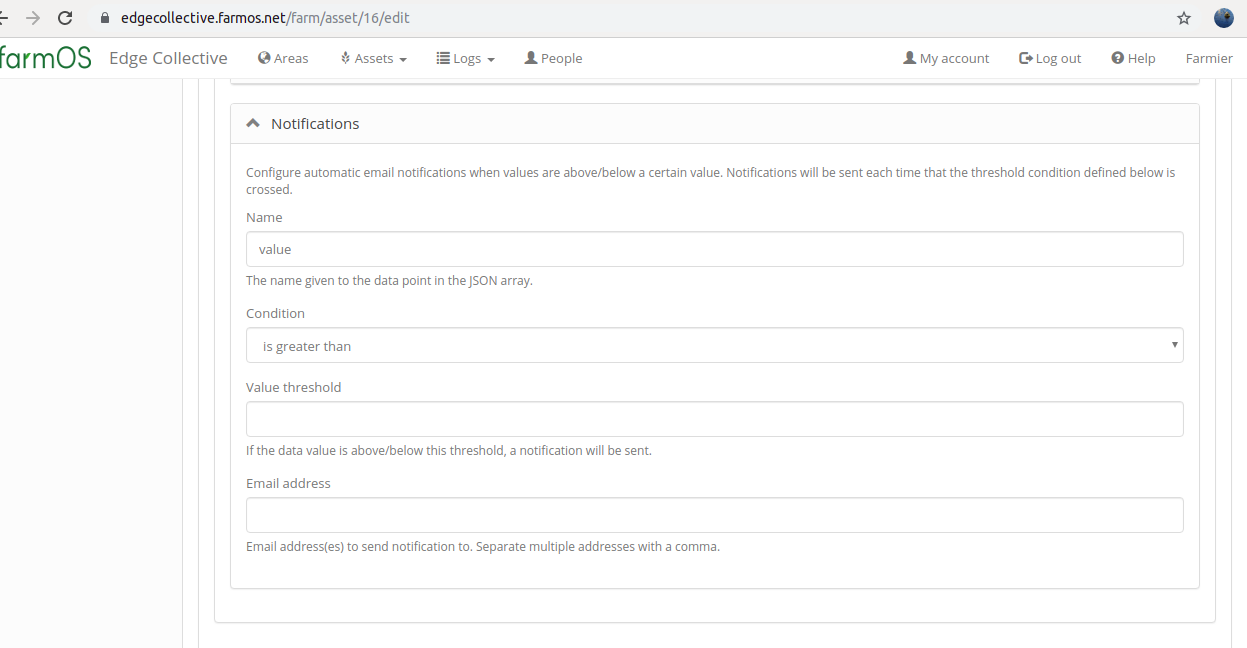 edgecollective.farmos.net/farm/asset/16/edit
farmOS Edge Collective Areas Assets Logs People My account Log out Help Farmier
Notifications
Configure automatic email notifications when values are above/below a certain value. Notifications will be sent each time that the threshold condition defined below is
crossed.
Name
value
The name given to the data point in the JSON array.
Condition
is greater than
Value threshold
If the data value is above/below this threshold, a notification will be sent.
Email address
Email address(es) to send notification to. Separate multiple addresses with a comma.